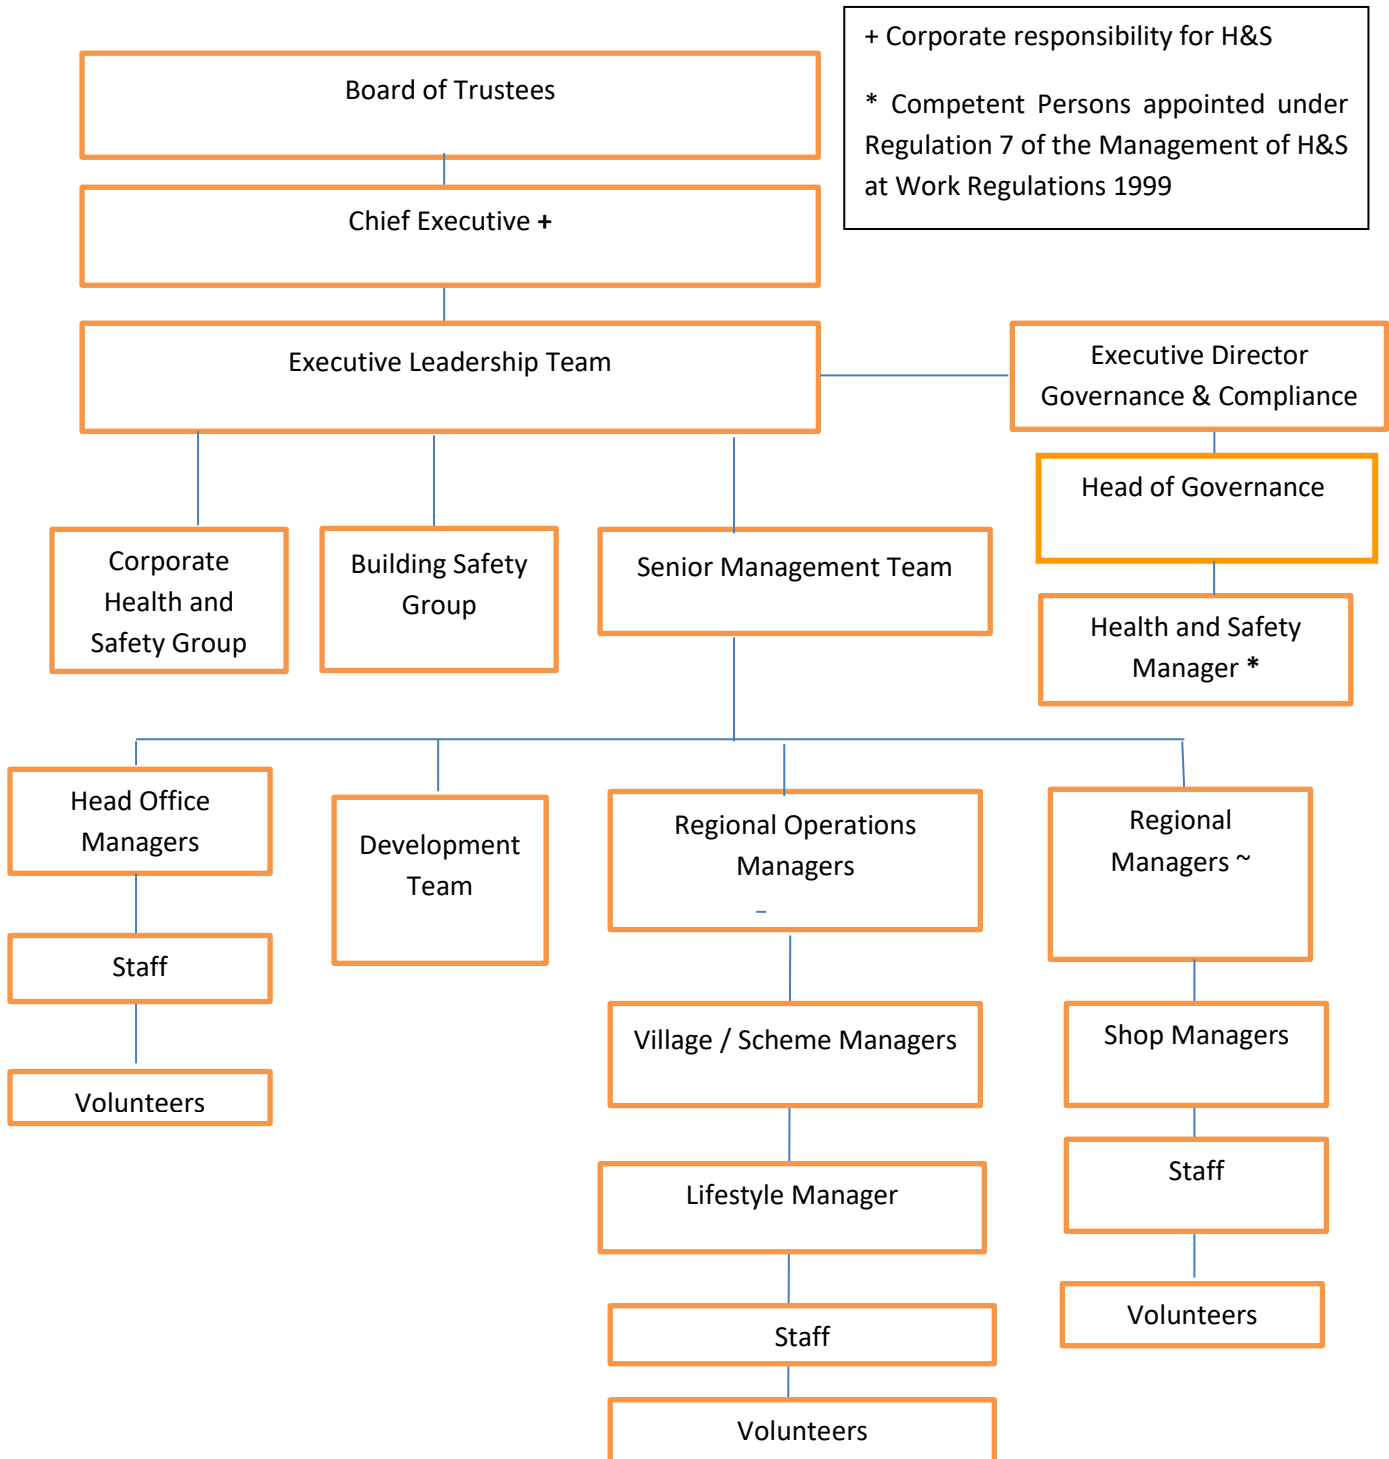 + Corporate responsibility for H&S
* Competent Persons appointed under
Regulation 7 of the Management of H&S
at Work Regulations 1999
Board of Trustees
Chief Executive +
Executive Leadership Team
Executive Director
Governance & Compliance
Head of Governance
Health and Safety
Manager *
Corporate
Health and
Safety Group
Building Safety
Group
Senior Management Team
Head Office
Managers
Development
Team
Regional Operations
Managers
Regional
Managers ~
Staff
Volunteers
Village / Scheme Managers
Lifestyle Manager
Staff
Volunteers
Shop Managers
Staff
Volunteers